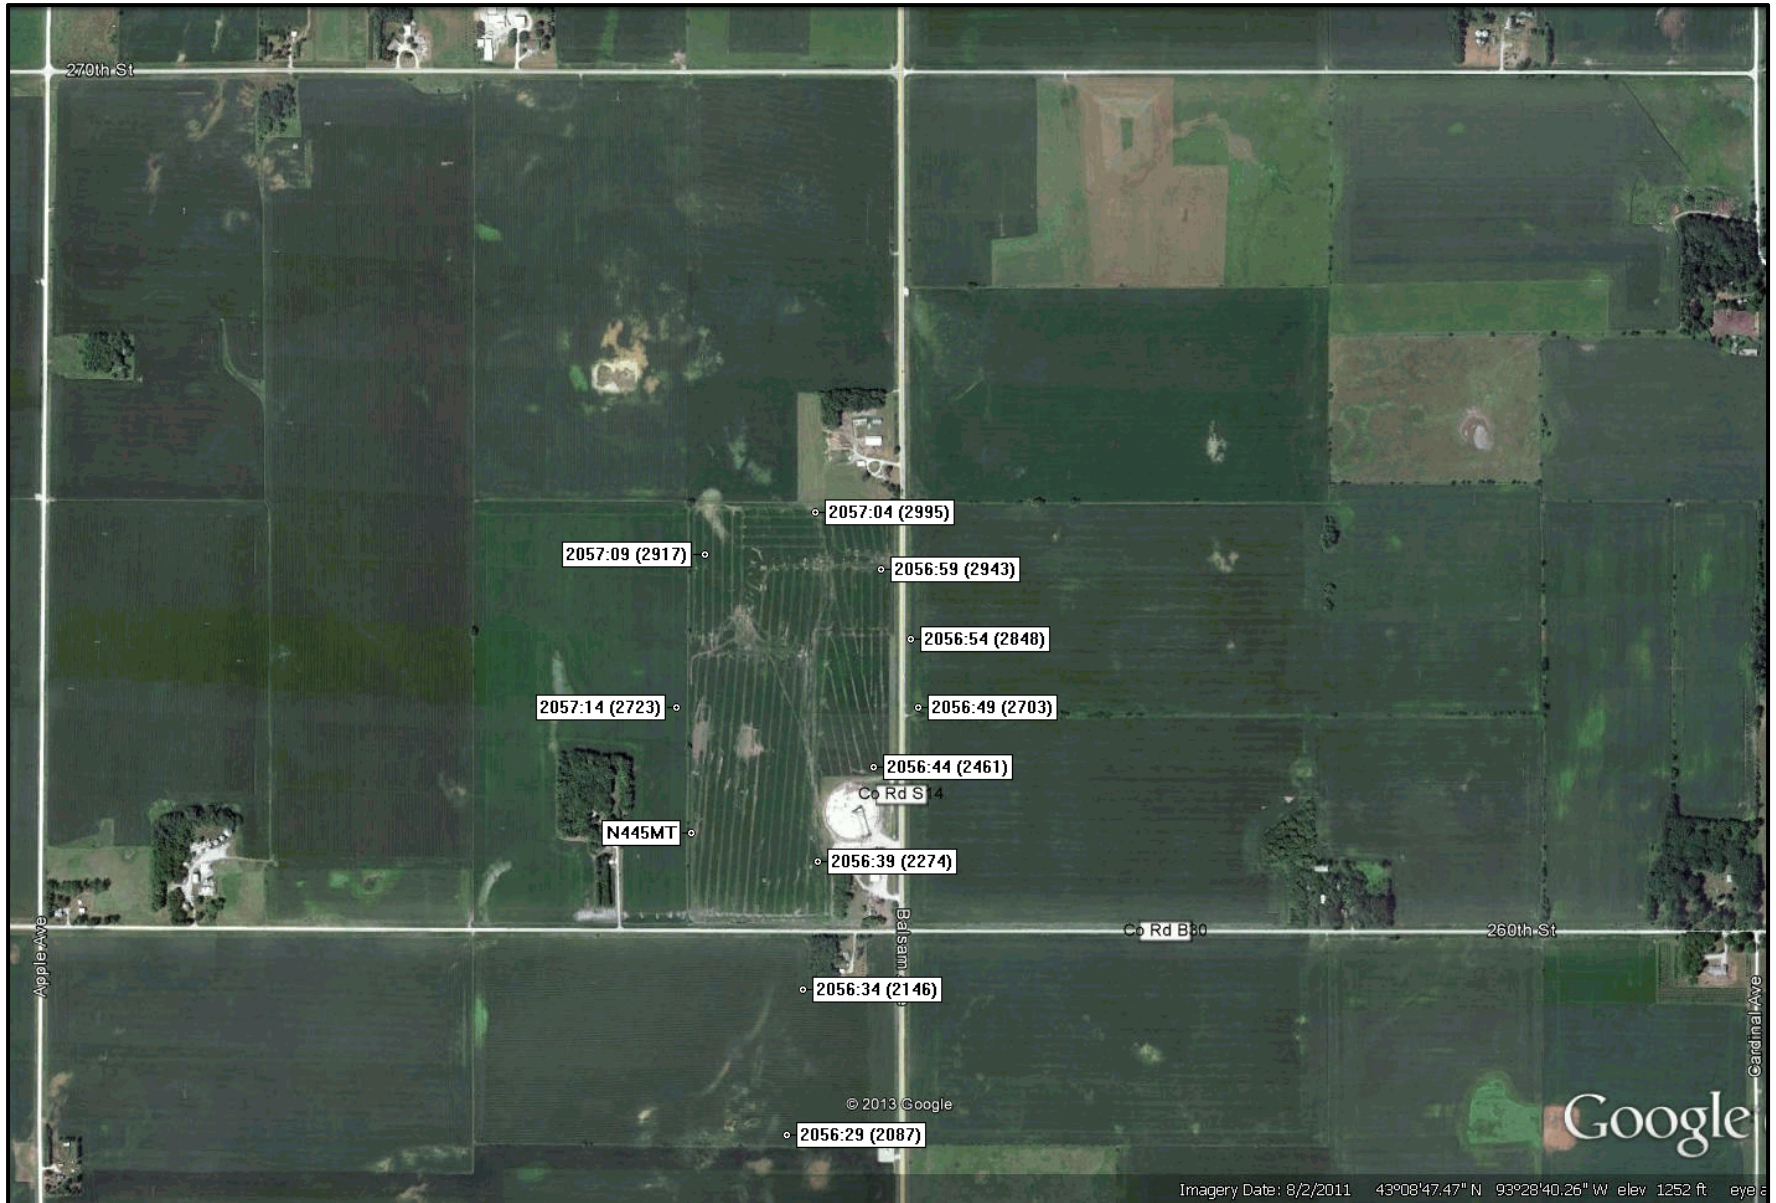 270th St
2057:04 (2995)
2057:09 (2917)
2056:59 (2943)
2056:54 (2848)
2057:14 (2723)
2056:49 (2703)
2056:44 (2461)
Co Rd S14
N445MT
2056:39 (2274)
Apple Ave
Balsam
Co Rd B30
260th St
2056:34 (2146)
Cardinal Ave
© 2013 Google
2056:29 (2087)
Google
Imagery Date: 8/2/2011 43°08'47.47" N 93°28'40.26" W elev 1252 ft eye a